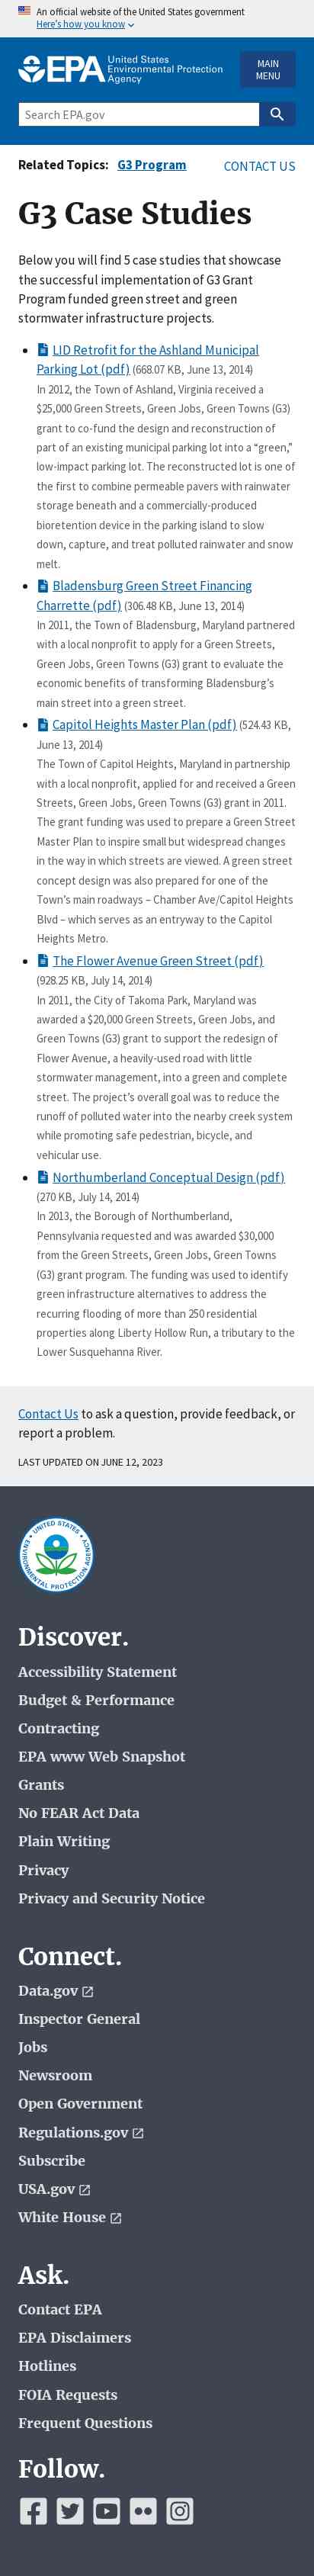 An official website of the United States government
Here's how you know
EPA
United States
Environmental Protection
Agency
MAIN
MENU
Search EPA.gov
Related Topics: G3 Program
CONTACT US
G3 Case Studies
Below you will find 5 case studies that showcase
the successful implementation of G3 Grant
Program funded green street and green
stormwater infrastructure projects.
• LID Retrofit for the Ashland Municipal
Parking Lot (pdf) (668.07 KB, June 13, 2014)
In 2012, the Town of Ashland, Virginia received a
$25,000 Green Streets, Green Jobs, Green Towns (G3)
grant to co-fund the design and reconstruction of
part of an existing municipal parking lot into a “green,”
low-impact parking lot. The reconstructed lot is one of
the first to combine permeable pavers with rainwater
storage beneath and a commercially-produced
bioretention device in the parking island to slow
down, capture, and treat polluted rainwater and snow
melt.
• Bladensburg Green Street Financing
Charrette (pdf) (306.48 KB, June 13, 2014)
In 2011, the Town of Bladensburg, Maryland partnered
with a local nonprofit to apply for a Green Streets,
Green Jobs, Green Towns (G3) grant to evaluate the
economic benefits of transforming Bladensburg’s
main street into a green street.
• Capitol Heights Master Plan (pdf) (524.43 KB,
June 13, 2014)
The Town of Capitol Heights, Maryland in partnership
with a local nonprofit, applied for and received a Green
Streets, Green Jobs, Green Towns (G3) grant in 2011.
The grant funding was used to prepare a Green Street
Master Plan to inspire small but widespread changes
in the way in which streets are viewed. A green street
concept design was also prepared for one of the
Town’s main roadways – Chamber Ave/Capitol Heights
Blvd – which serves as an entryway to the Capitol
Heights Metro.
• The Flower Avenue Green Street (pdf)
(928.25 KB, July 14, 2014)
In 2011, the City of Takoma Park, Maryland was
awarded a $20,000 Green Streets, Green Jobs, and
Green Towns (G3) grant to support the redesign of
Flower Avenue, a heavily-used road with little
stormwater management, into a green and complete
street. The project’s overall goal was to reduce the
runoff of polluted water into the nearby creek system
while promoting safe pedestrian, bicycle, and
vehicular use.
• Northumberland Conceptual Design (pdf)
(270 KB, July 14, 2014)
In 2013, the Borough of Northumberland,
Pennsylvania requested and was awarded $30,000
from the Green Streets, Green Jobs, Green Towns
(G3) grant program. The funding was used to identify
green infrastructure alternatives to address the
recurring flooding of more than 250 residential
properties along Liberty Hollow Run, a tributary to the
Lower Susquehanna River.
Contact Us to ask a question, provide feedback, or
report a problem.
LAST UPDATED ON JUNE 12, 2023
UNITED STATES
ENVIRONMENTAL PROTECTION AGENCY
Discover.
Accessibility Statement
Budget & Performance
Contracting
EPA www Web Snapshot
Grants
No FEAR Act Data
Plain Writing
Privacy
Privacy and Security Notice
Connect.
Data.gov
Inspector General
Jobs
Newsroom
Open Government
Regulations.gov
Subscribe
USA.gov
White House
Ask.
Contact EPA
EPA Disclaimers
Hotlines
FOIA Requests
Frequent Questions
Follow.